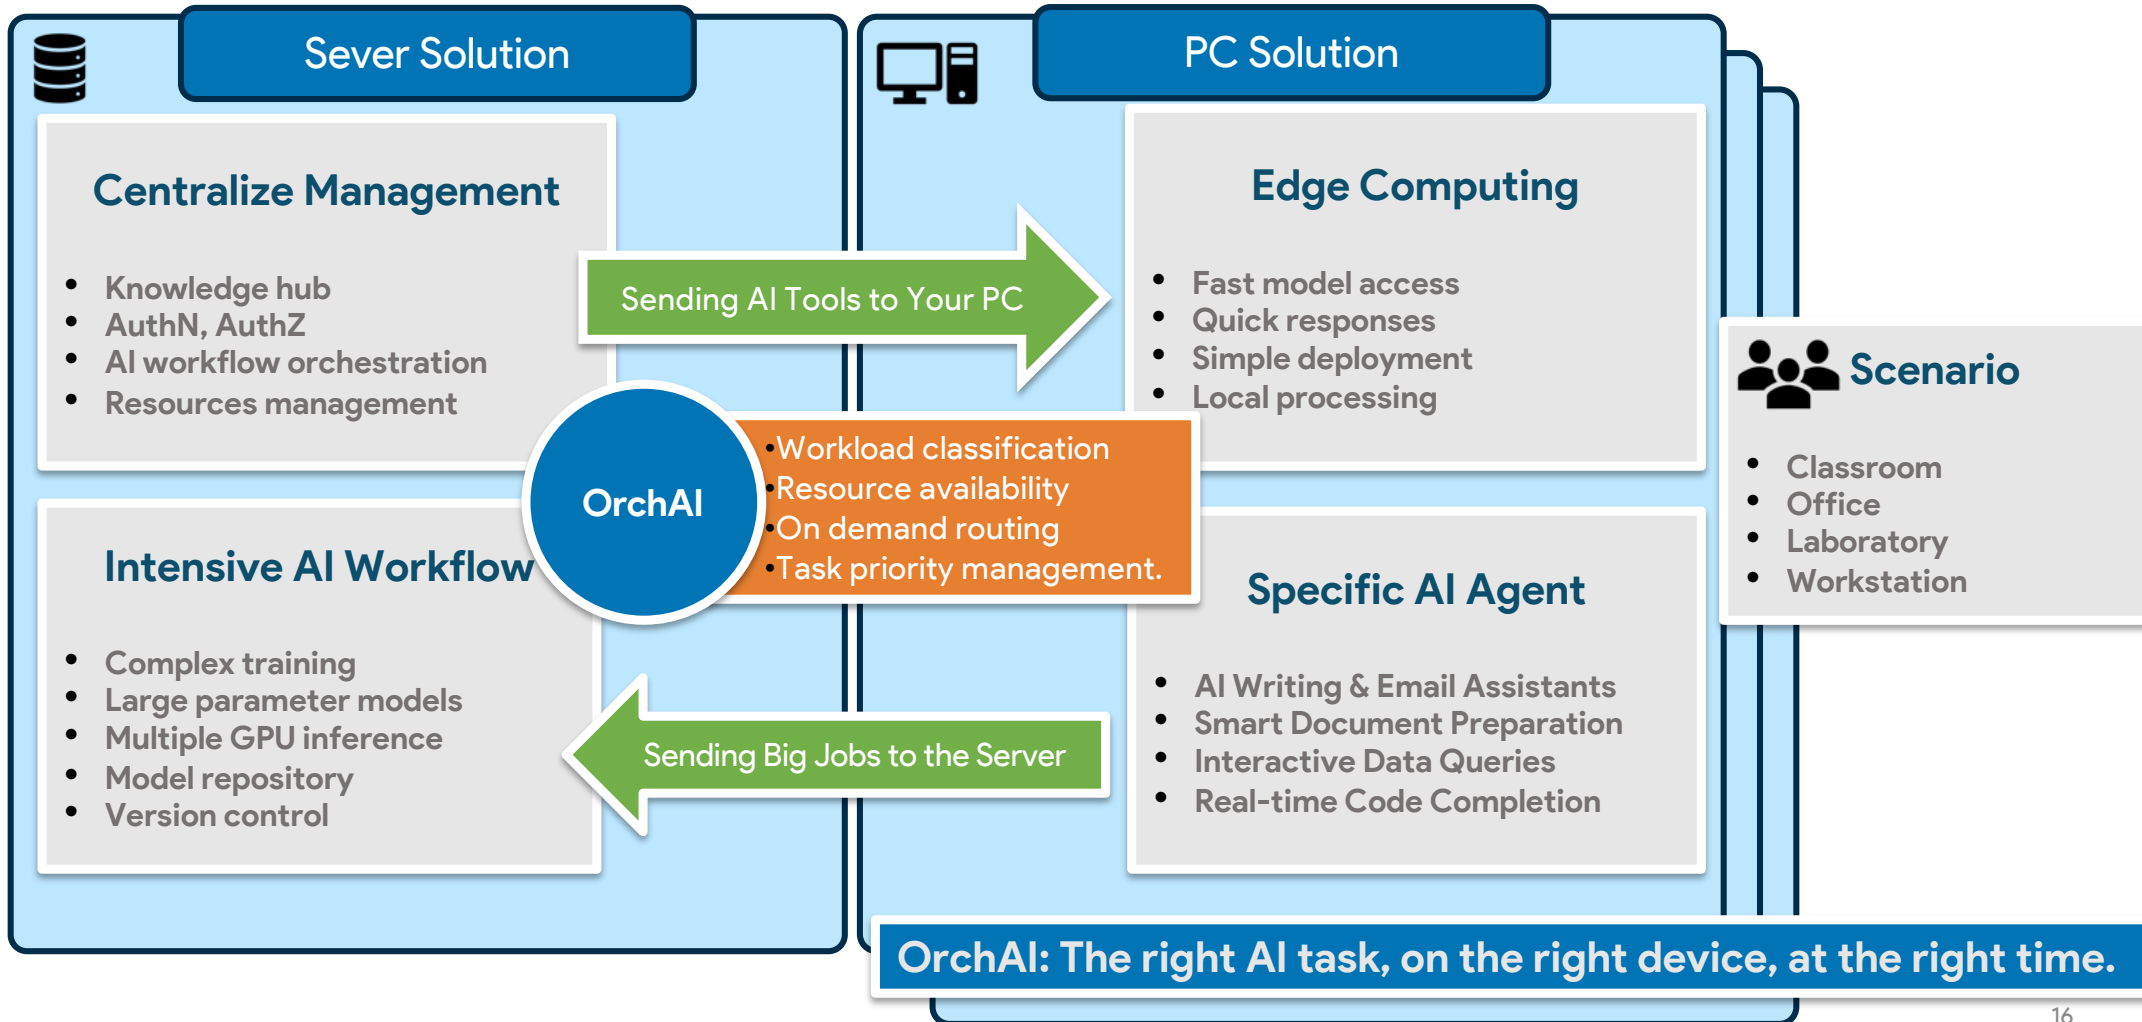 Sever Solution
Centralize Management
• Knowledge hub
• AuthN, AuthZ
• AI workflow orchestration
• Resources management
Intensive AI Workflow
• Complex training
• Large parameter models
• Multiple GPU inference
• Model repository
• Version control
Sending AI Tools to Your PC
OrchAI
•Workload classification
•Resource availability
•On demand routing
•Task priority management.
Sending Big Jobs to the Server
PC Solution
Edge Computing
• Fast model access
• Quick responses
• Simple deployment
• Local processing
Specific AI Agent
• AI Writing & Email Assistants
• Smart Document Preparation
• Interactive Data Queries
• Real-time Code Completion
Scenario
• Classroom
• Office
• Laboratory
• Workstation
OrchAI: The right AI task, on the right device, at the right time.
16